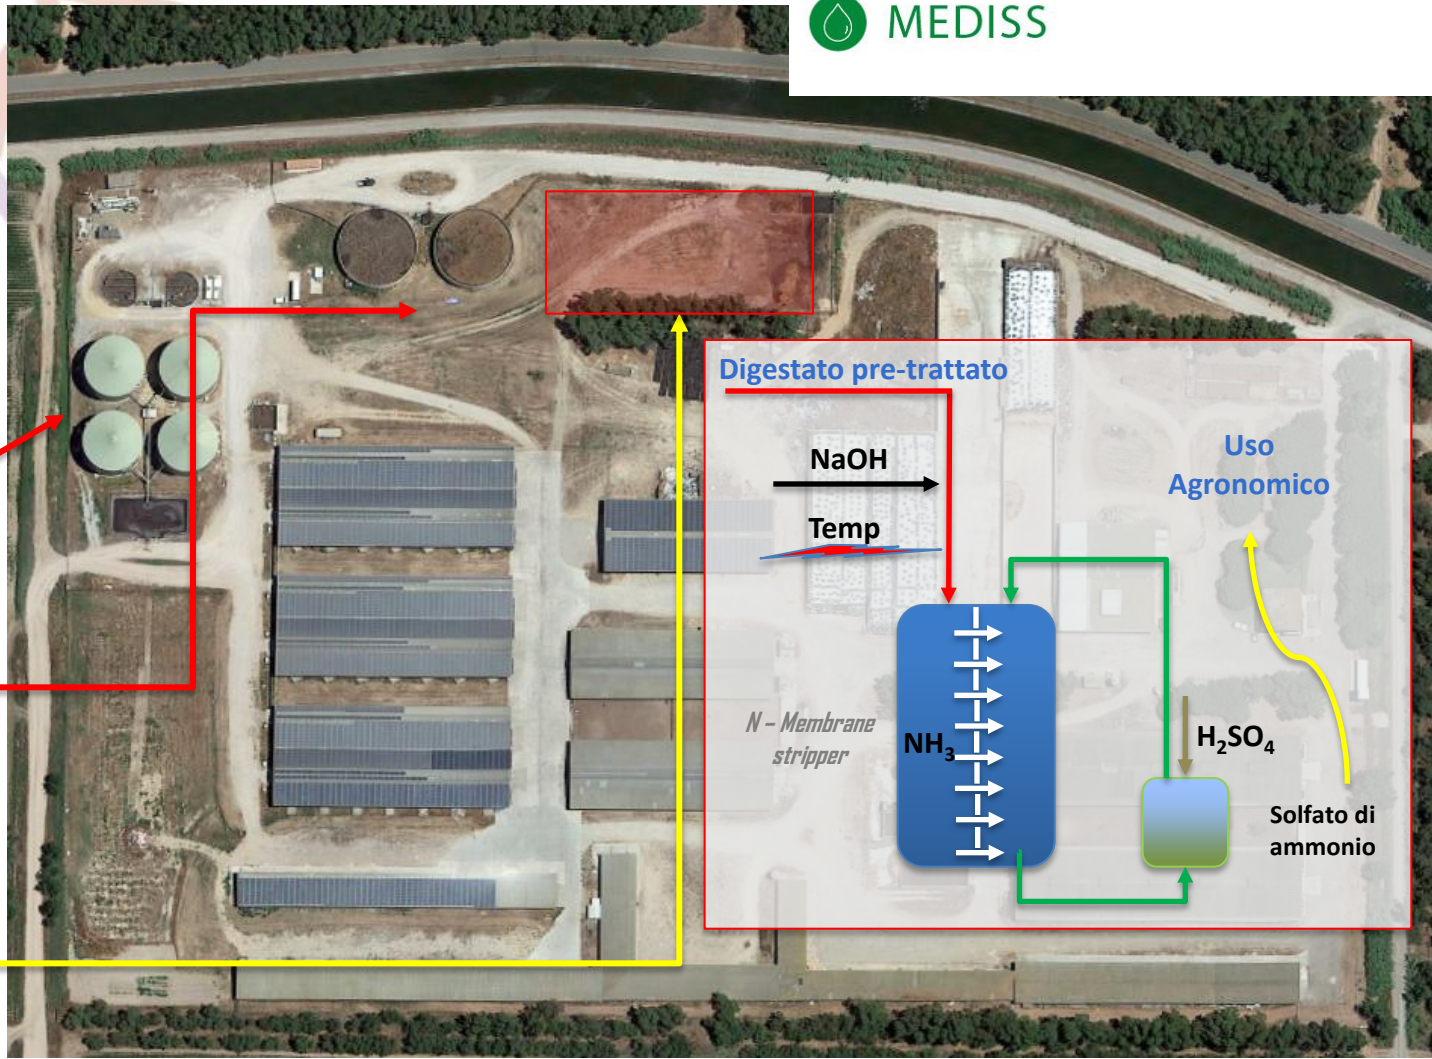 MEDISS
Digestato pre-trattato
NaOH
Temp
Uso
Agronomico
N – Membrane
stripper
NH₃
H₂SO₄
Solfato di
ammonio